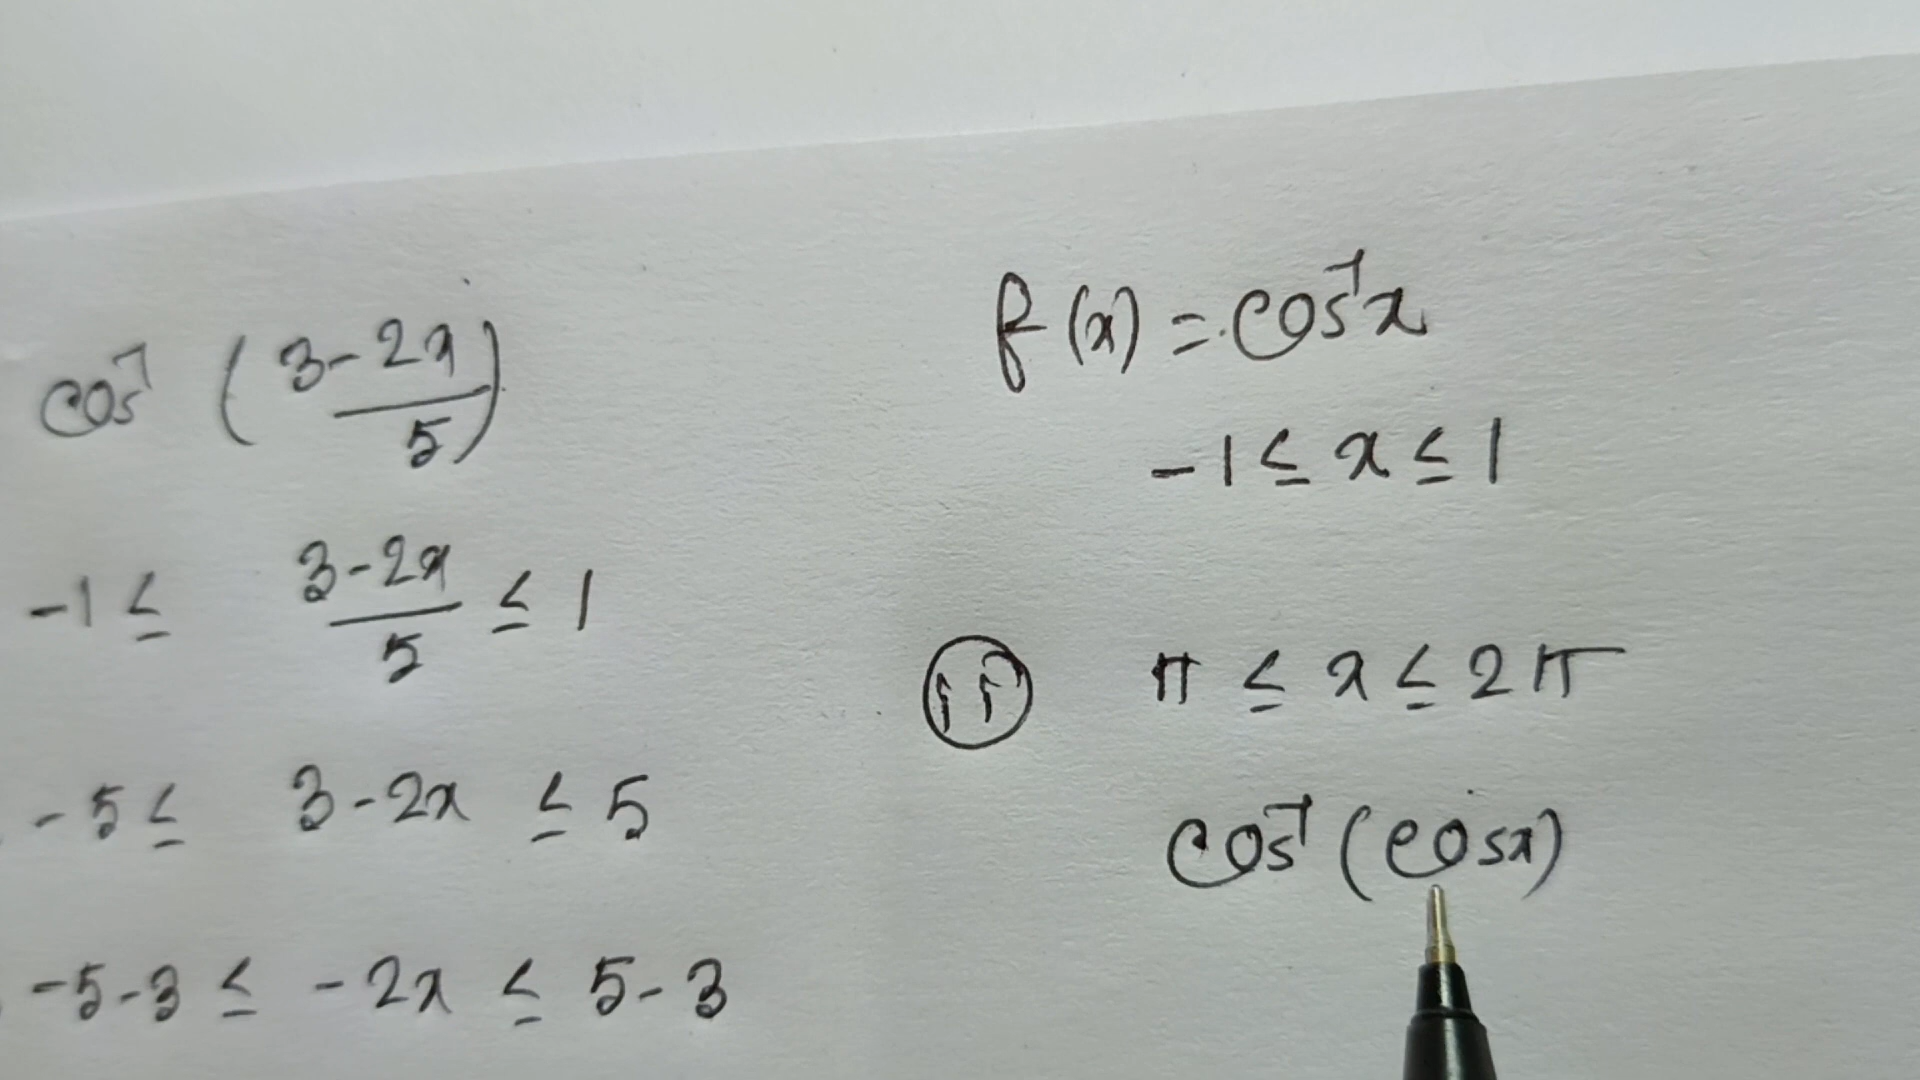 cos⁻¹ (3-2x/5)
-1 ≤ 3-2x/5 ≤ 1
-5 ≤ 3-2x ≤ 5
-5-3 ≤ -2x ≤ 5-3
f(x) = cos⁻¹x
-1 ≤ x ≤ 1
ii π ≤ x ≤ 2π
cos⁻¹(cosx)